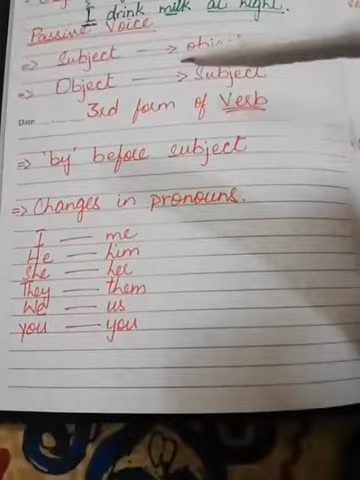 I drink milk at night.
Passive Voice
=> Subject —>
=> Object —> Subject
3rd form of Verb
Date
=> 'by' before subject
=> Changes in pronouns.
I — me
He — him
She — her
They — them
We — us
you — you